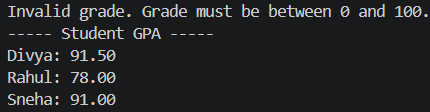 Invalid grade. Grade must be between 0 and 100.
----- Student GPA -----
Divya: 91.50
Rahul: 78.00
Sneha: 91.00